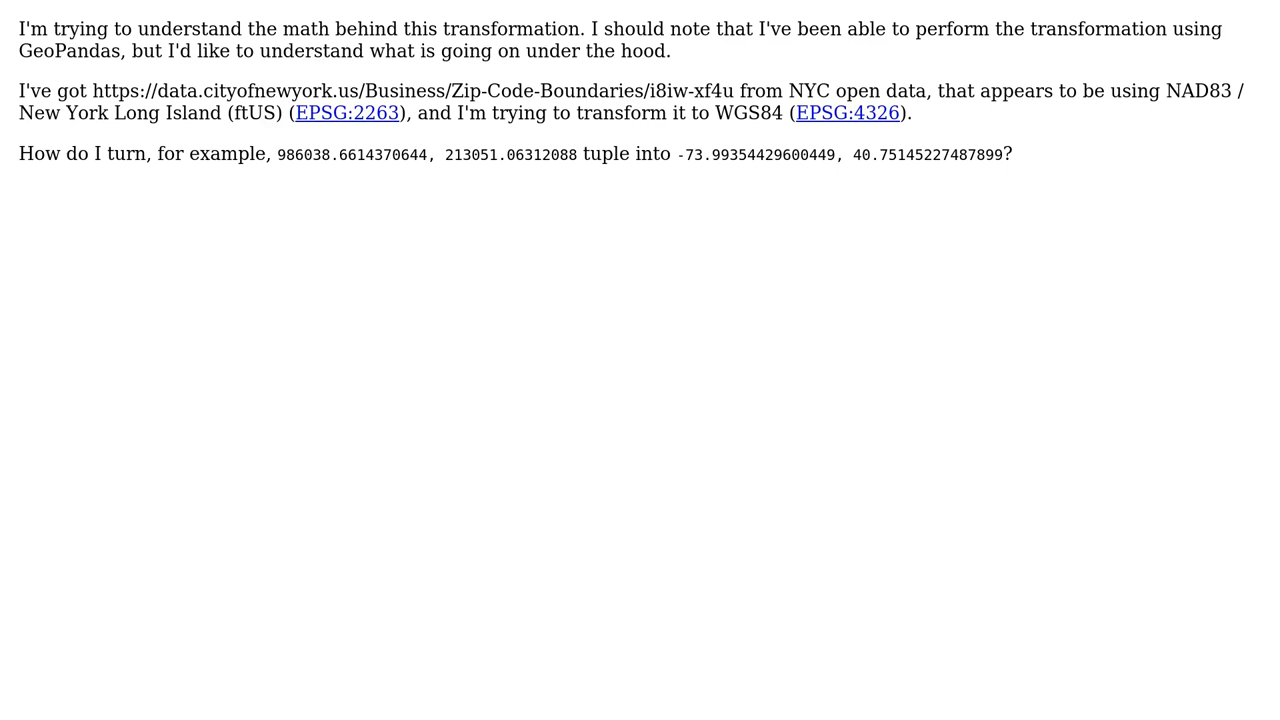 I'm trying to understand the math behind this transformation. I should note that I've been able to perform the transformation using
GeoPandas, but I'd like to understand what is going on under the hood.
I've got https://data.cityofnewyork.us/Business/Zip-Code-Boundaries/i8iw-xf4u from NYC open data, that appears to be using NAD83 /
New York Long Island (ftUS) (EPSG:2263), and I'm trying to transform it to WGS84 (EPSG:4326).
How do I turn, for example, 986038.6614370644, 213051.06312088 tuple into -73.99354429600449, 40.75145227487899?